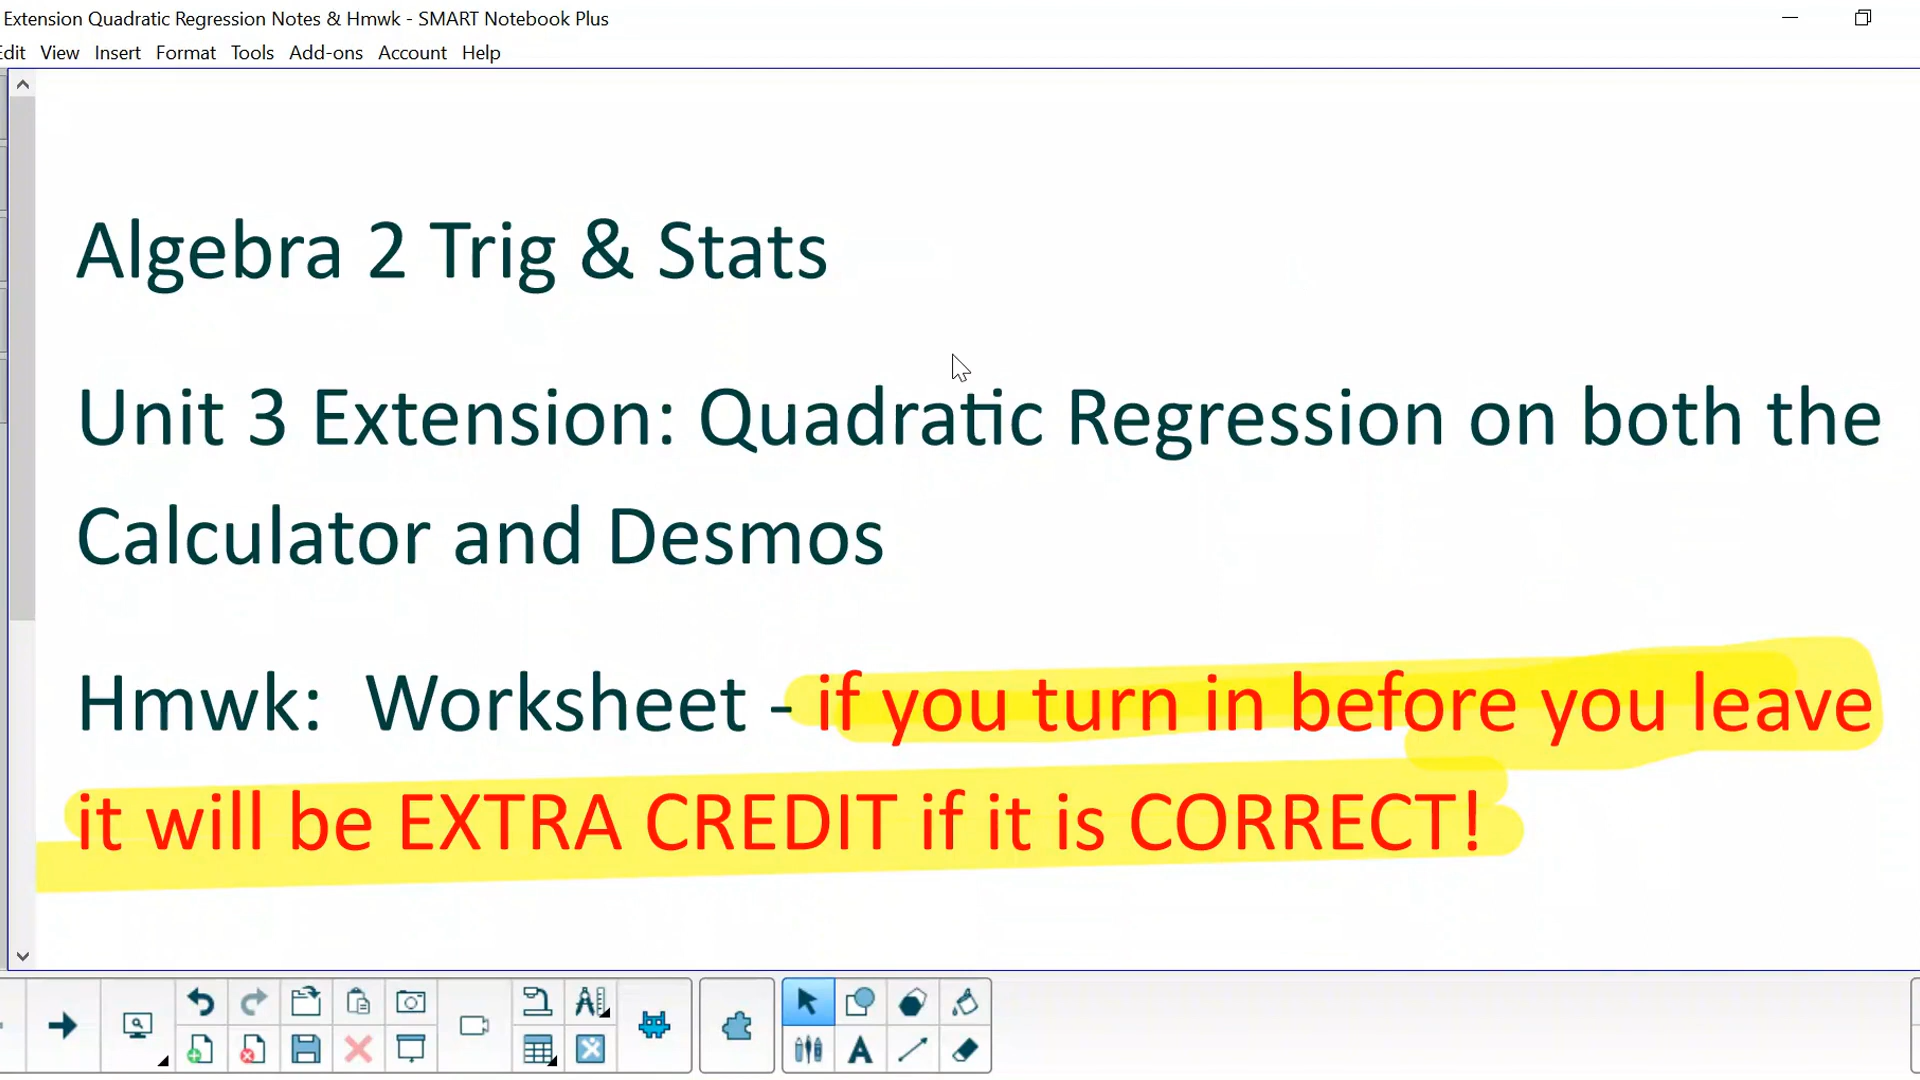 Extension Quadratic Regression Notes & Hmwk - SMART Notebook Plus
Edit View Insert Format Tools Add-ons Account Help
Algebra 2 Trig & Stats
Unit 3 Extension: Quadratic Regression on both the
Calculator and Desmos
Hmwk: Worksheet - if you turn in before you leave
it will be EXTRA CREDIT if it is CORRECT!